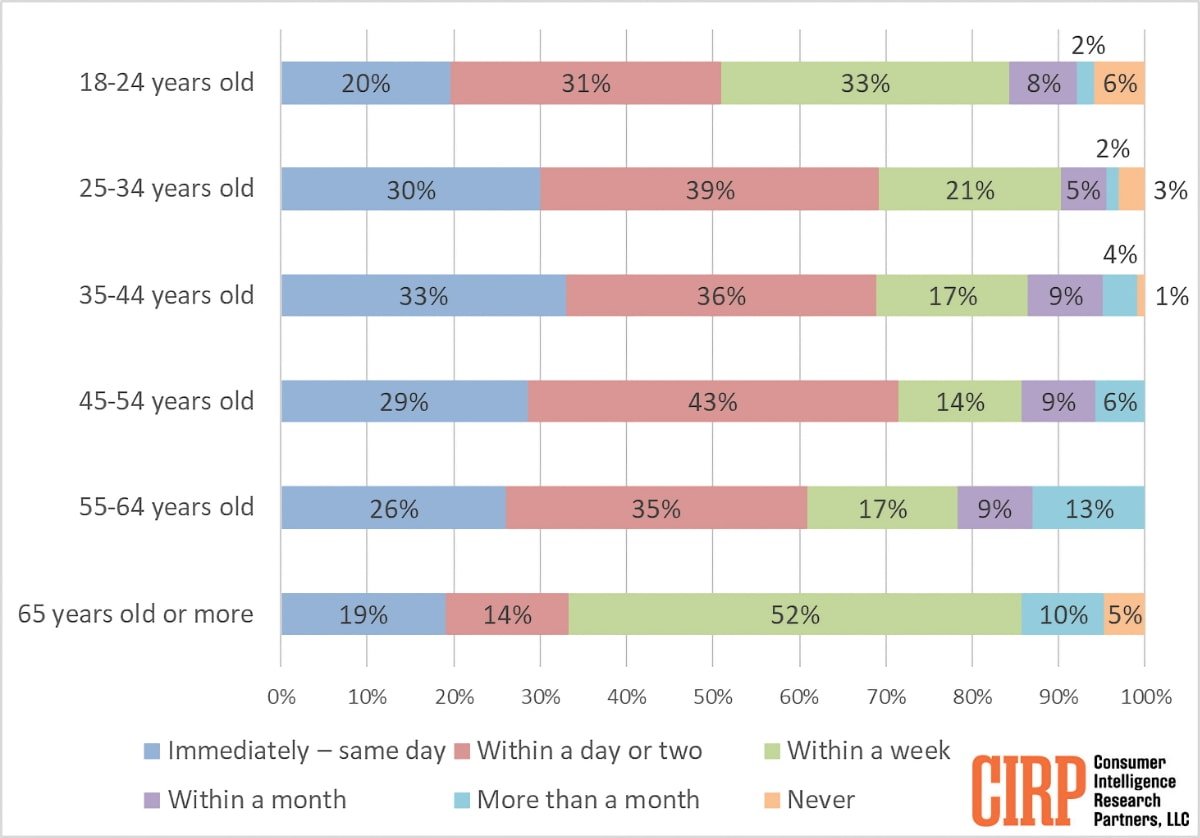 2%
18-24 years old 20% 31% 33% 8% 6%
2%
25-34 years old 30% 39% 21% 5% 3%
4%
35-44 years old 33% 36% 17% 9% 1%
45-54 years old 29% 43% 14% 9% 6%
55-64 years old 26% 35% 17% 9% 13%
65 years old or more 19% 14% 52% 10% 5%
0% 10% 20% 30% 40% 50% 60% 70% 80% 90% 100%
Immediately – same day Within a day or two Within a week
Within a month More than a month Never
CIRP
Consumer
Intelligence
Research
Partners, LLC